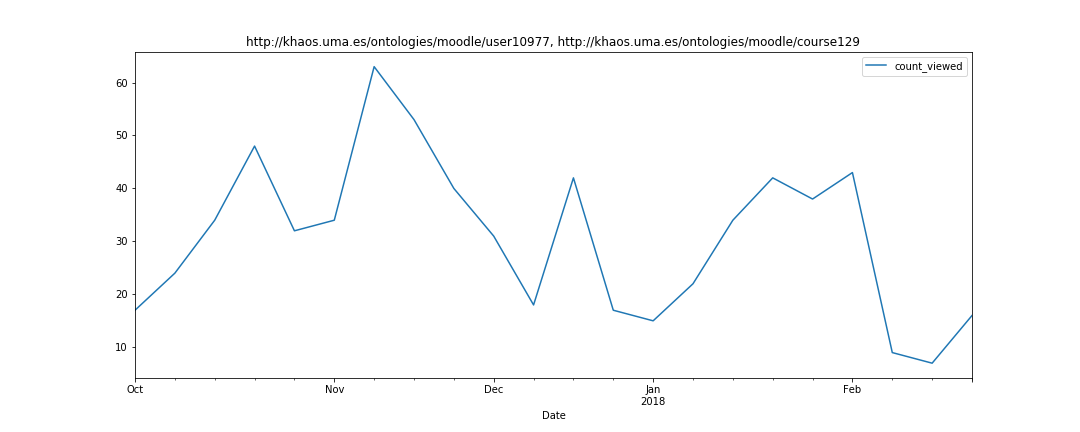 http://khaos.uma.es/ontologies/moodle/user10977, http://khaos.uma.es/ontologies/moodle/course129
count_viewed
60
50
40
30
20
10
Oct Nov Dec Jan Feb
2018
Date